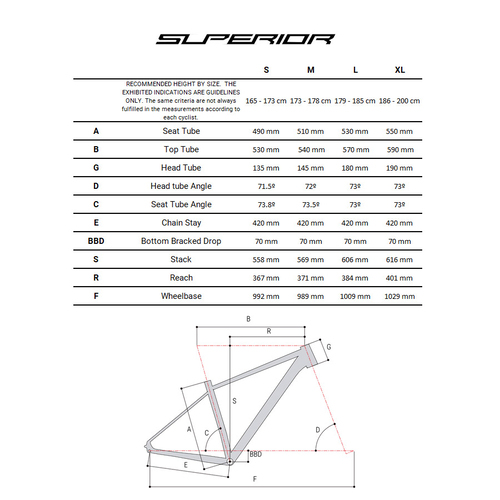 SUPERIOR
S M L XL
RECOMMENDED HEIGHT BY SIZE. THE
EXHIBITED INDICATIONS ARE GUIDELINES
ONLY. The same criteria are not always
fulfilled in the measurements according to
each cyclist.
165 - 173 cm 173 - 178 cm 179 - 185 cm 186 - 200 cm
A Seat Tube 490 mm 510 mm 530 mm 550 mm
B Top Tube 530 mm 540 mm 570 mm 590 mm
G Head Tube 135 mm 145 mm 180 mm 190 mm
D Head tube Angle 71.5º 72º 73º 73º
C Seat Tube Angle 73.8º 73.5º 73º 73º
E Chain Stay 420 mm 420 mm 420 mm 420 mm
BBD Bottom Bracked Drop 70 mm 70 mm 70 mm 70 mm
S Stack 558 mm 569 mm 606 mm 616 mm
R Reach 367 mm 371 mm 384 mm 401 mm
F Wheelbase 992 mm 989 mm 1009 mm 1029 mm
B
R
G
S
A
C
D
BBD
E
F